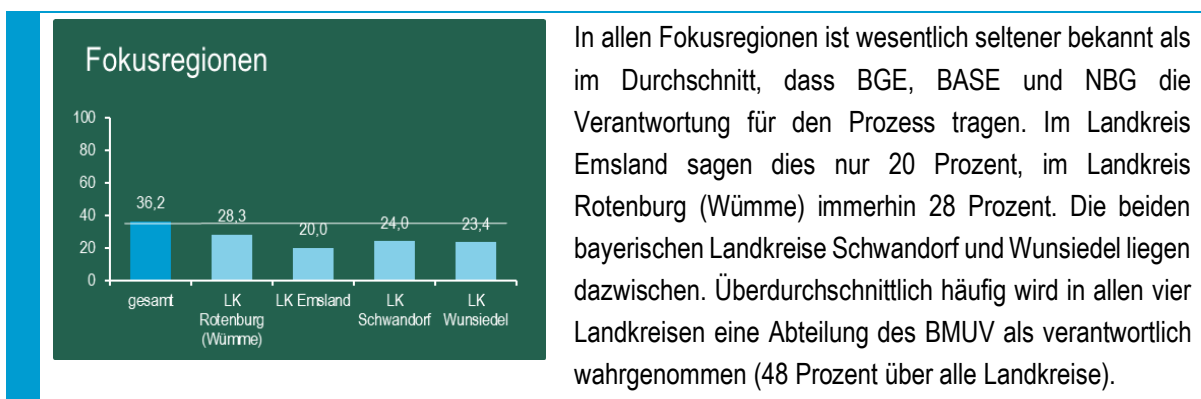 Fokusregionen
100
80
60
40
20
0
36,2
28,3
20,0
24,0
23,4
gesamt
LK
Rotenburg
(Wümme)
LK Emsland
LK
Schwandorf
LK
Wunsiedel
In allen Fokusregionen ist wesentlich seltener bekannt als
im Durchschnitt, dass BGE, BASE und NBG die
Verantwortung für den Prozess tragen. Im Landkreis
Emsland sagen dies nur 20 Prozent, im Landkreis
Rotenburg (Wümme) immerhin 28 Prozent. Die beiden
bayerischen Landkreise Schwandorf und Wunsiedel liegen
dazwischen. Überdurchschnittlich häufig wird in allen vier
Landkreisen eine Abteilung des BMUV als verantwortlich
wahrgenommen (48 Prozent über alle Landkreise).